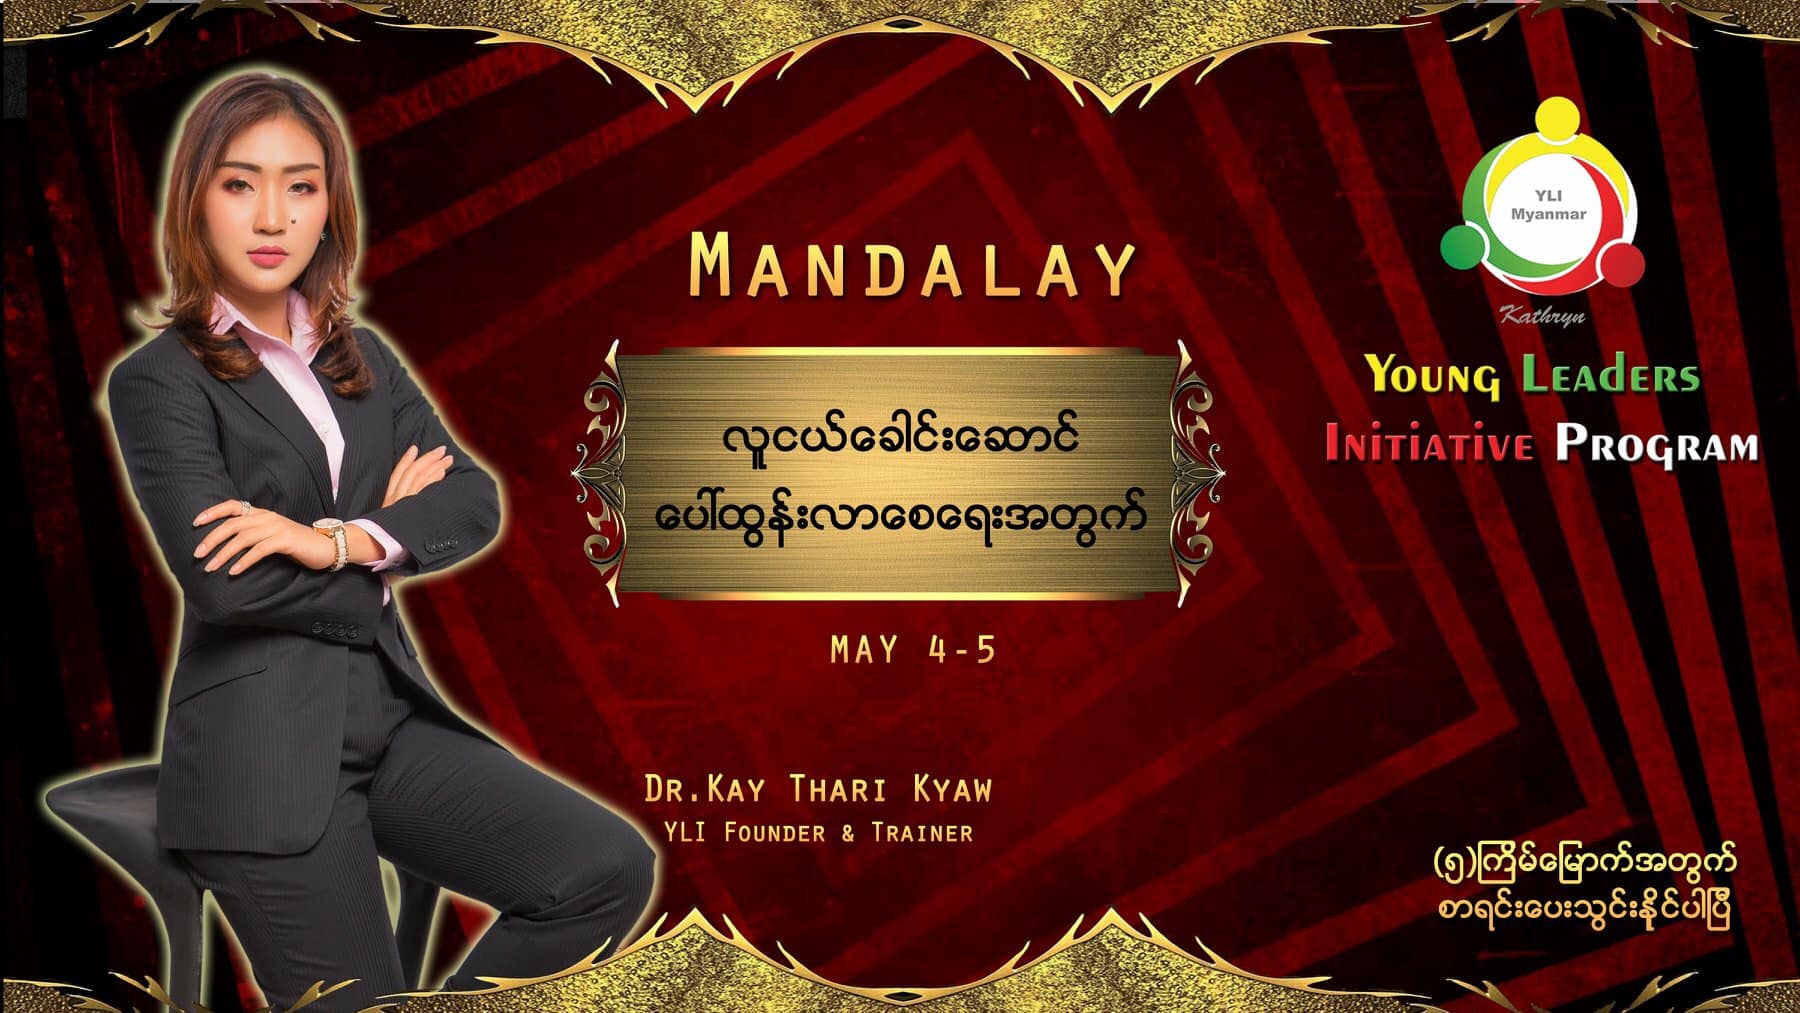 MANDALAY
လူငယ်ခေါင်းဆောင်
ပေါ်ထွန်းလာစေရေးအတွက်
MAY 4-5
DR.KAY THARI KYAW
YLI FOUNDER & TRAINER
YLI
Myanmar
Kathryn
YOUNG LEADERS
INITIATIVE PROGRAM
(၅)ကြိမ်မြောက်အတွက်
စာရင်းပေးသွင်းနိုင်ပါပြီ